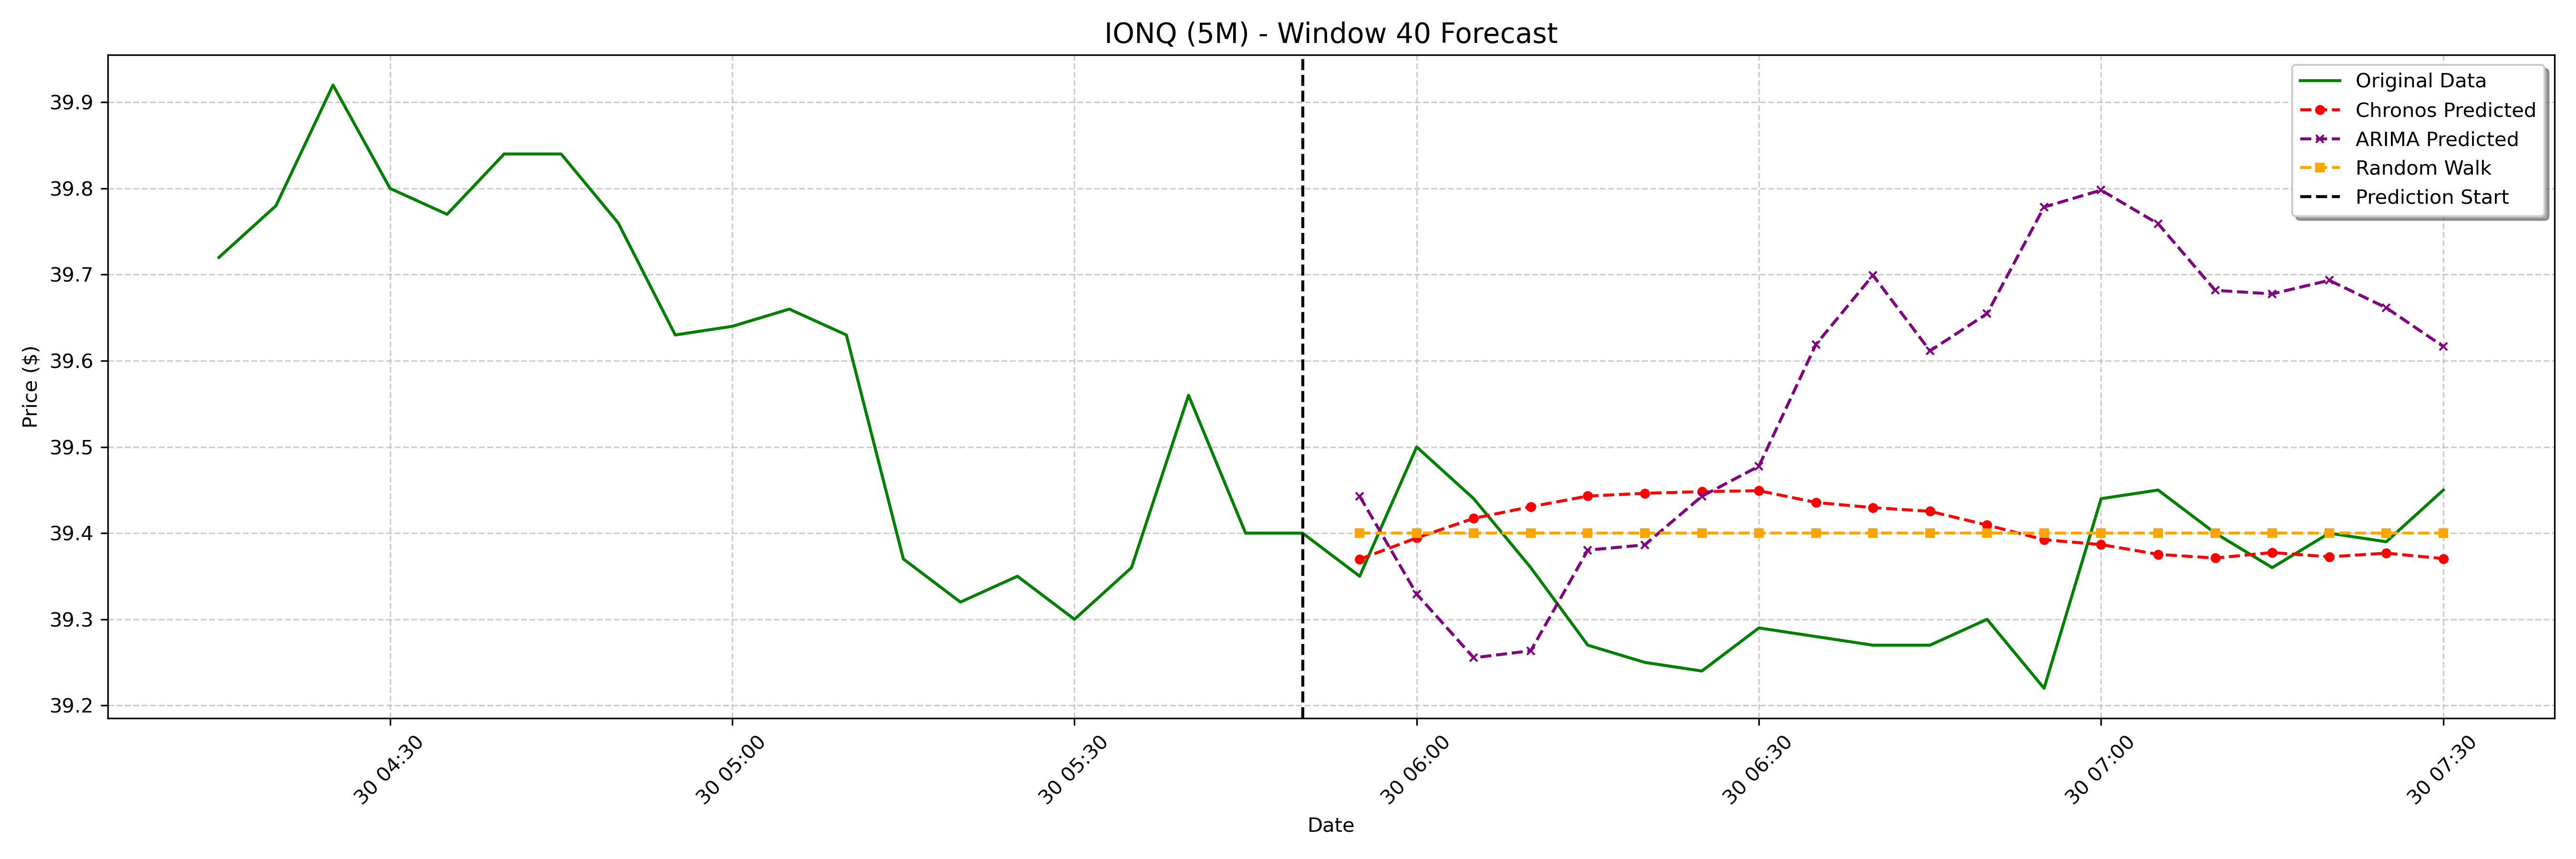 IONQ (5M) - Window 40 Forecast
Original Data
Chronos Predicted
ARIMA Predicted
Random Walk
Prediction Start
Price ($)
39.9
39.8
39.7
39.6
39.5
39.4
39.3
39.2
30 04:30
30 05:00
30 05:30
30 06:00
30 06:30
30 07:00
30 07:30
Date